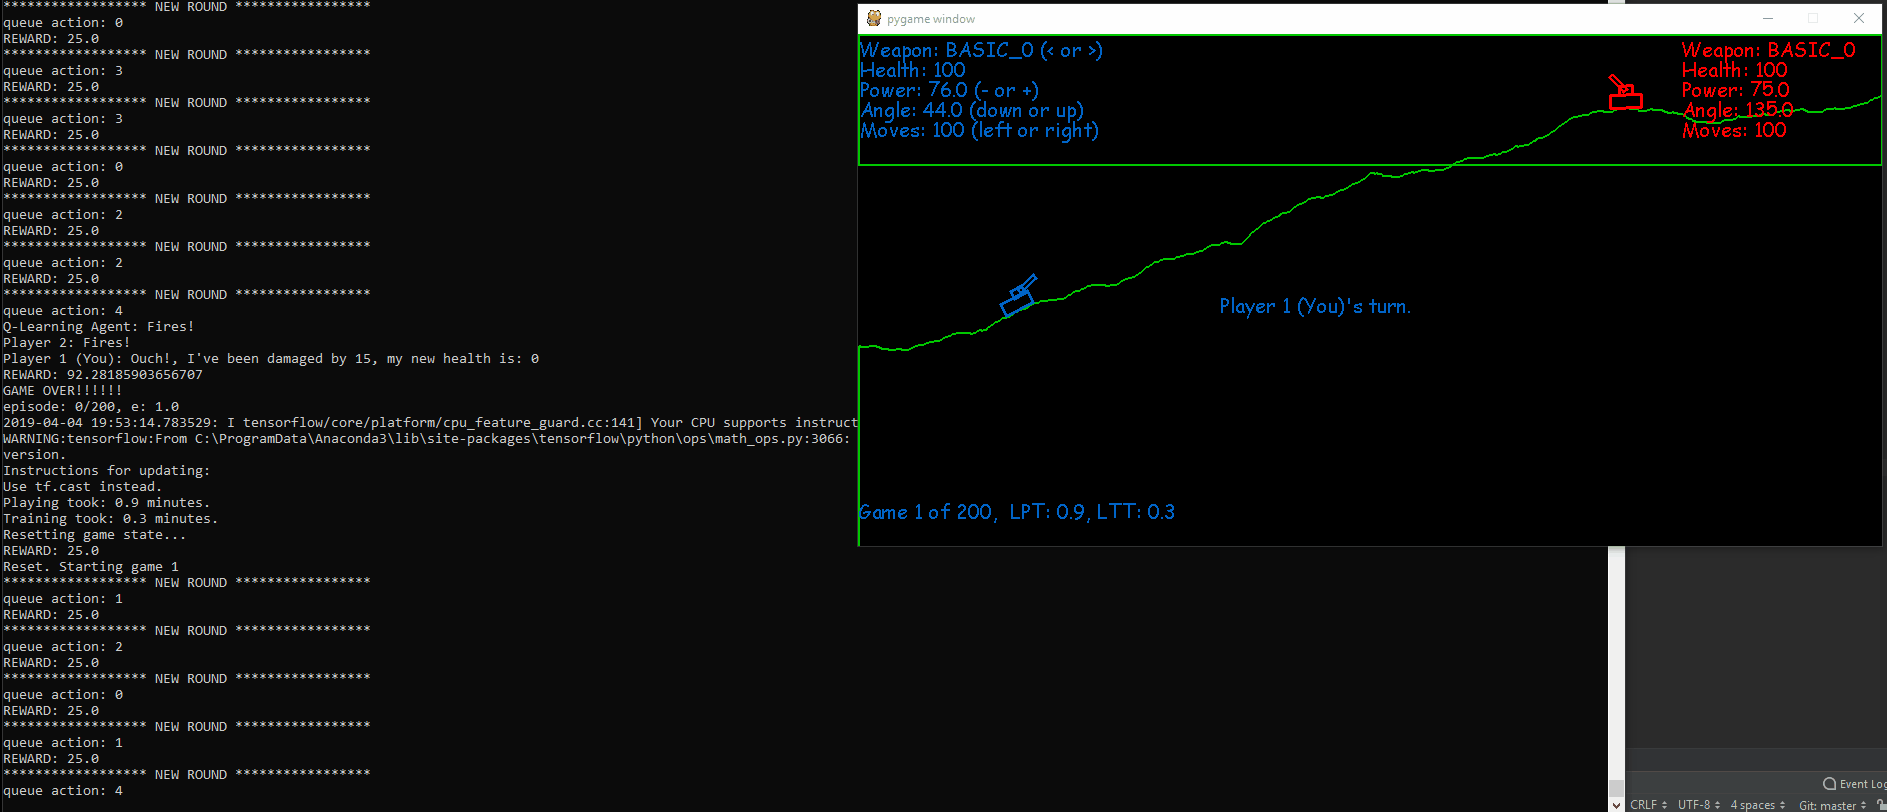 ****************** NEW ROUND *****************
queue action: 0
REWARD: 25.0
****************** NEW ROUND *****************
queue action: 3
REWARD: 25.0
****************** NEW ROUND *****************
queue action: 3
REWARD: 25.0
****************** NEW ROUND *****************
queue action: 0
REWARD: 25.0
****************** NEW ROUND *****************
queue action: 2
REWARD: 25.0
****************** NEW ROUND *****************
queue action: 2
REWARD: 25.0
****************** NEW ROUND *****************
queue action: 4
Q-Learning Agent: Fires!
Player 2: Fires!
Player 1 (You): Ouch!, I've been damaged by 15, my new health is: 0
REWARD: 92.28185903656707
GAME OVER!!!!!!
episode: 0/200, e: 1.0
2019-04-04 19:53:14.783529: I tensorflow/core/platform/cpu_feature_guard.cc:141] Your CPU supports instruct
WARNING:tensorflow:From C:\ProgramData\Anaconda3\lib\site-packages\tensorflow\python\ops\math_ops.py:3066:
version.
Instructions for updating:
Use tf.cast instead.
Playing took: 0.9 minutes.
Training took: 0.3 minutes.
Resetting game state...
REWARD: 25.0
Reset. Starting game 1
****************** NEW ROUND *****************
queue action: 1
REWARD: 25.0
****************** NEW ROUND *****************
queue action: 2
REWARD: 25.0
****************** NEW ROUND *****************
queue action: 0
REWARD: 25.0
****************** NEW ROUND *****************
queue action: 1
REWARD: 25.0
****************** NEW ROUND *****************
queue action: 4
pygame window
Weapon: BASIC_0 (< or >)
Health: 100
Power: 76.0 (- or +)
Angle: 44.0 (down or up)
Moves: 100 (left or right)
Weapon: BASIC_0
Health: 100
Power: 75.0
Angle: 135.0
Moves: 100
Player 1 (You)'s turn.
Game 1 of 200, LPT: 0.9, LTT: 0.3
Event Log
CRLF UTF-8 4 spaces Git: master